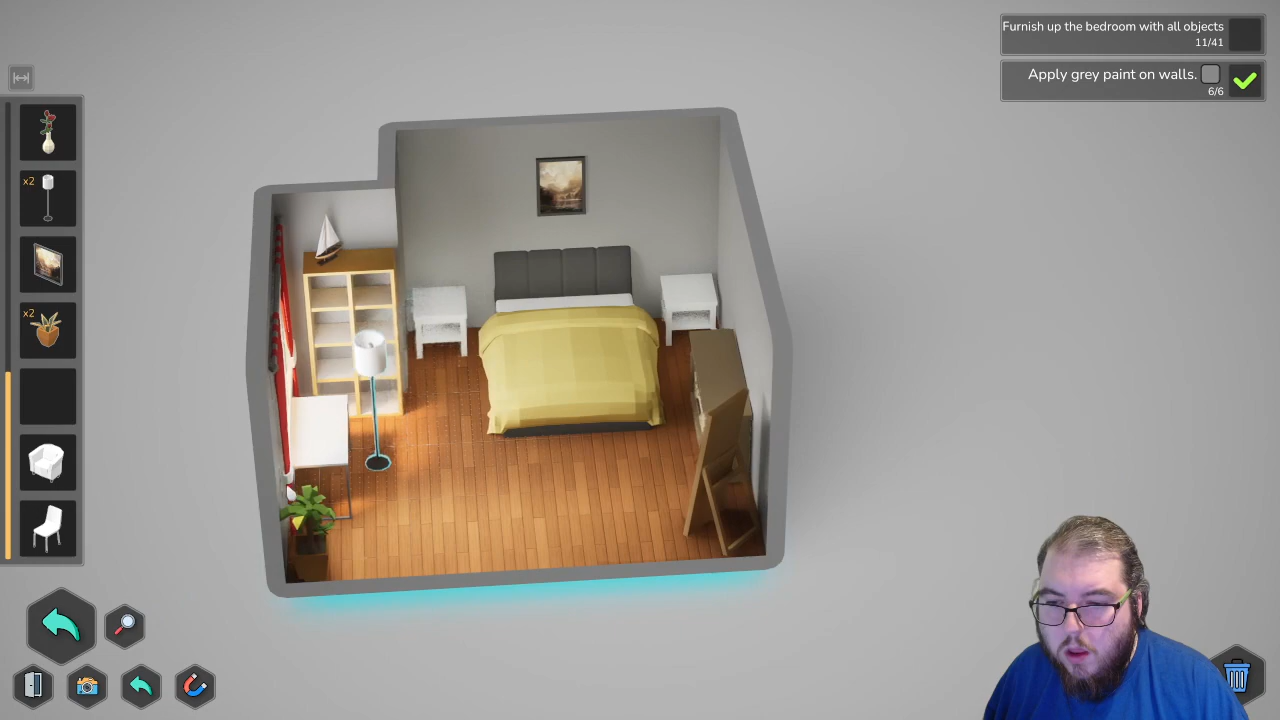 Furnish up the bedroom with all objects
11/41
Apply grey paint on walls.
6/6
x2
x2